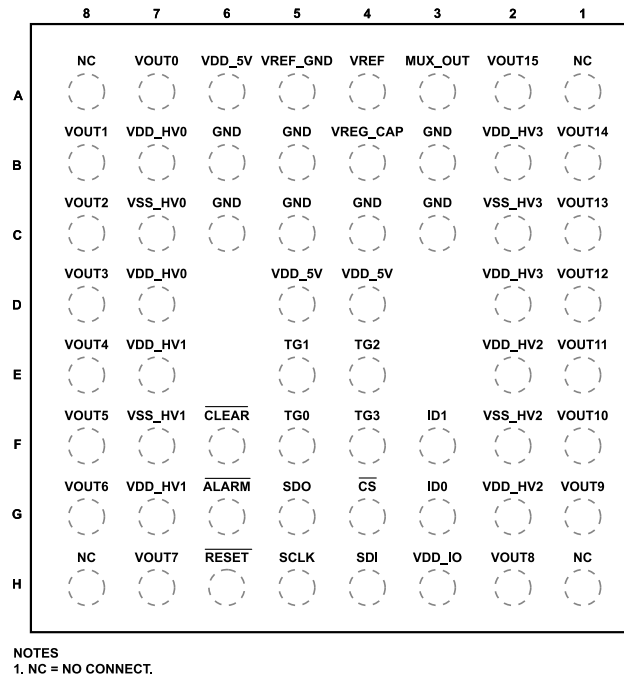 8 7 6 5 4 3 2 1
NC VOUT0 VDD_5V VREF_GND VREF MUX_OUT VOUT15 NC
A
VOUT1 VDD_HV0 GND GND VREG_CAP GND VDD_HV3 VOUT14
B
VOUT2 VSS_HV0 GND GND GND GND VSS_HV3 VOUT13
C
VOUT3 VDD_HV0 VDD_5V VDD_5V VDD_HV3 VOUT12
D
VOUT4 VDD_HV1 TG1 TG2 VDD_HV2 VOUT11
E
VOUT5 VSS_HV1 CLEAR TG0 TG3 ID1 VSS_HV2 VOUT10
F
VOUT6 VDD_HV1 ALARM SDO CS ID0 VDD_HV2 VOUT9
G
NC VOUT7 RESET SCLK SDI VDD_IO VOUT8 NC
H
NOTES
1. NC = NO CONNECT.